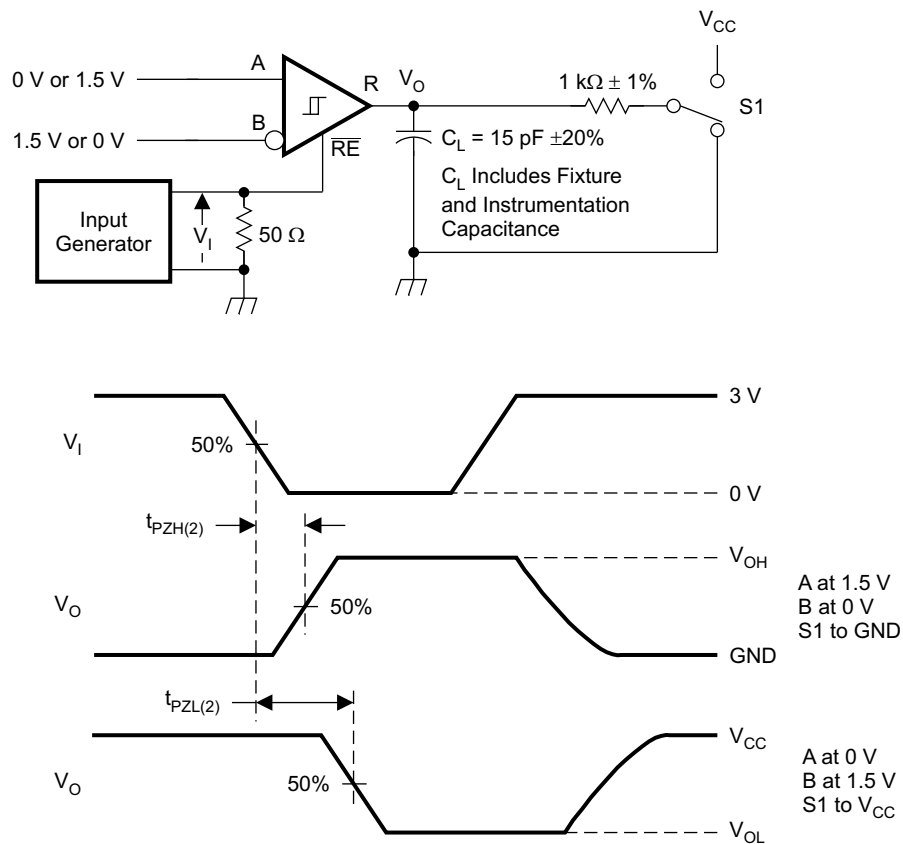 V_CC
0 V or 1.5 V
A
R
V_O
1 kΩ ± 1%
S1
1.5 V or 0 V
B
R̅E̅
C_L = 15 pF ±20%
C_L Includes Fixture
and Instrumentation
Capacitance
Input
Generator
V_I
50 Ω
3 V
V_I
50%
0 V
t_PZH(2)
V_OH
V_O
50%
A at 1.5 V
B at 0 V
S1 to GND
GND
t_PZL(2)
V_CC
V_O
50%
A at 0 V
B at 1.5 V
S1 to V_CC
V_OL